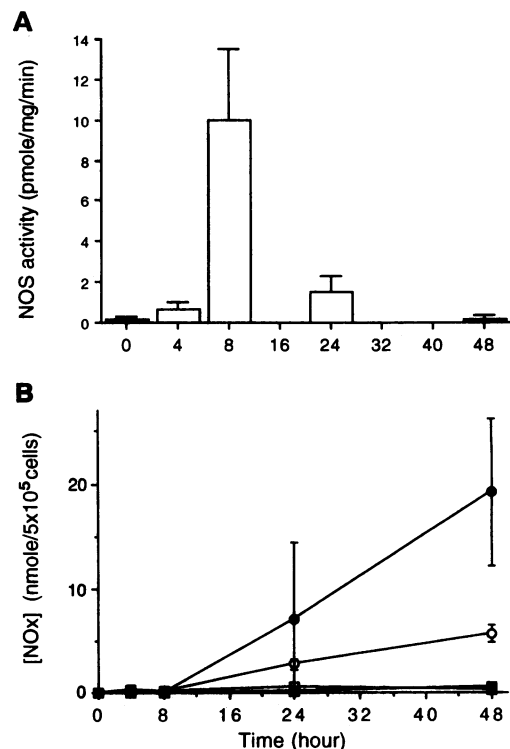 A
NOS activity (pmole/mg/min)
14
12
10
8
6
4
2
0
0 4 8 16 24 32 40 48
B
[NOx] (nmole/5x10⁵cells)
20
10
0
0 8 16 24 32 40 48
Time (hour)